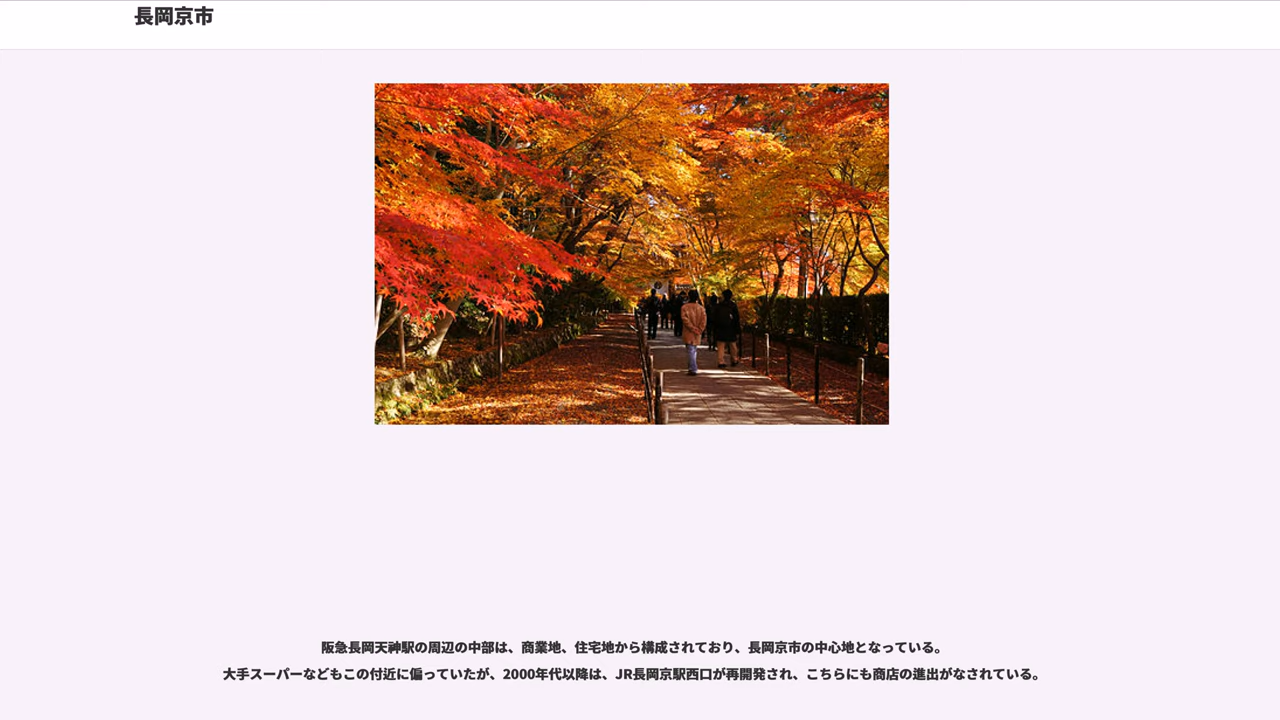 長岡京市
阪急長岡天神駅の周辺の中部は、商業地、住宅地から構成されており、長岡京市の中心地となっている。
大手スーパーなどもこの付近に偏っていたが、2000年代以降は、JR長岡京駅西口が再開発され、こちらにも商店の進出がなされている。